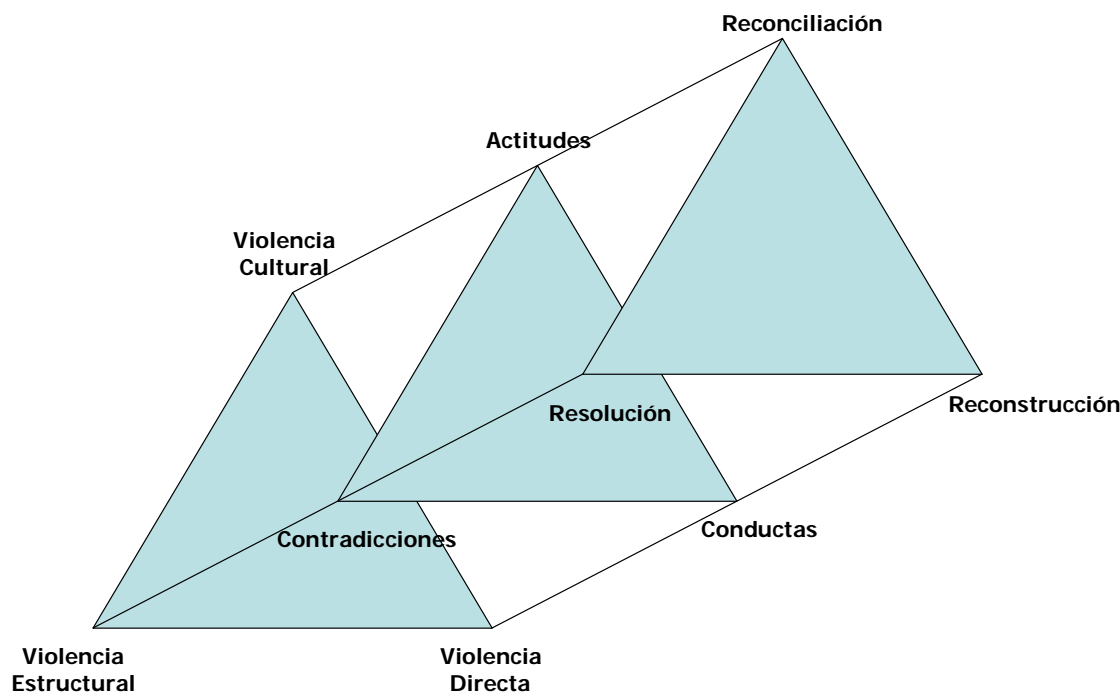 Reconciliación
Actitudes
Violencia
Cultural
Resolución
Reconstrucción
Contradicciones
Conductas
Violencia
Estructural
Violencia
Directa